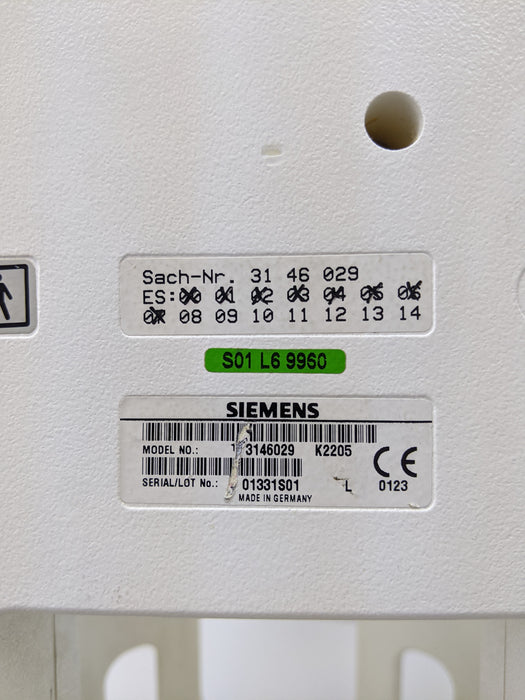 Sach-Nr. 31 46 029
ES: 00 01 02 03 04 05 06
07 08 09 10 11 12 13 14
S01 L6 9960
SIEMENS
MODEL NO.: 3146029 K2205
SERIAL/LOT No.: 01331S01 L
0123
MADE IN GERMANY